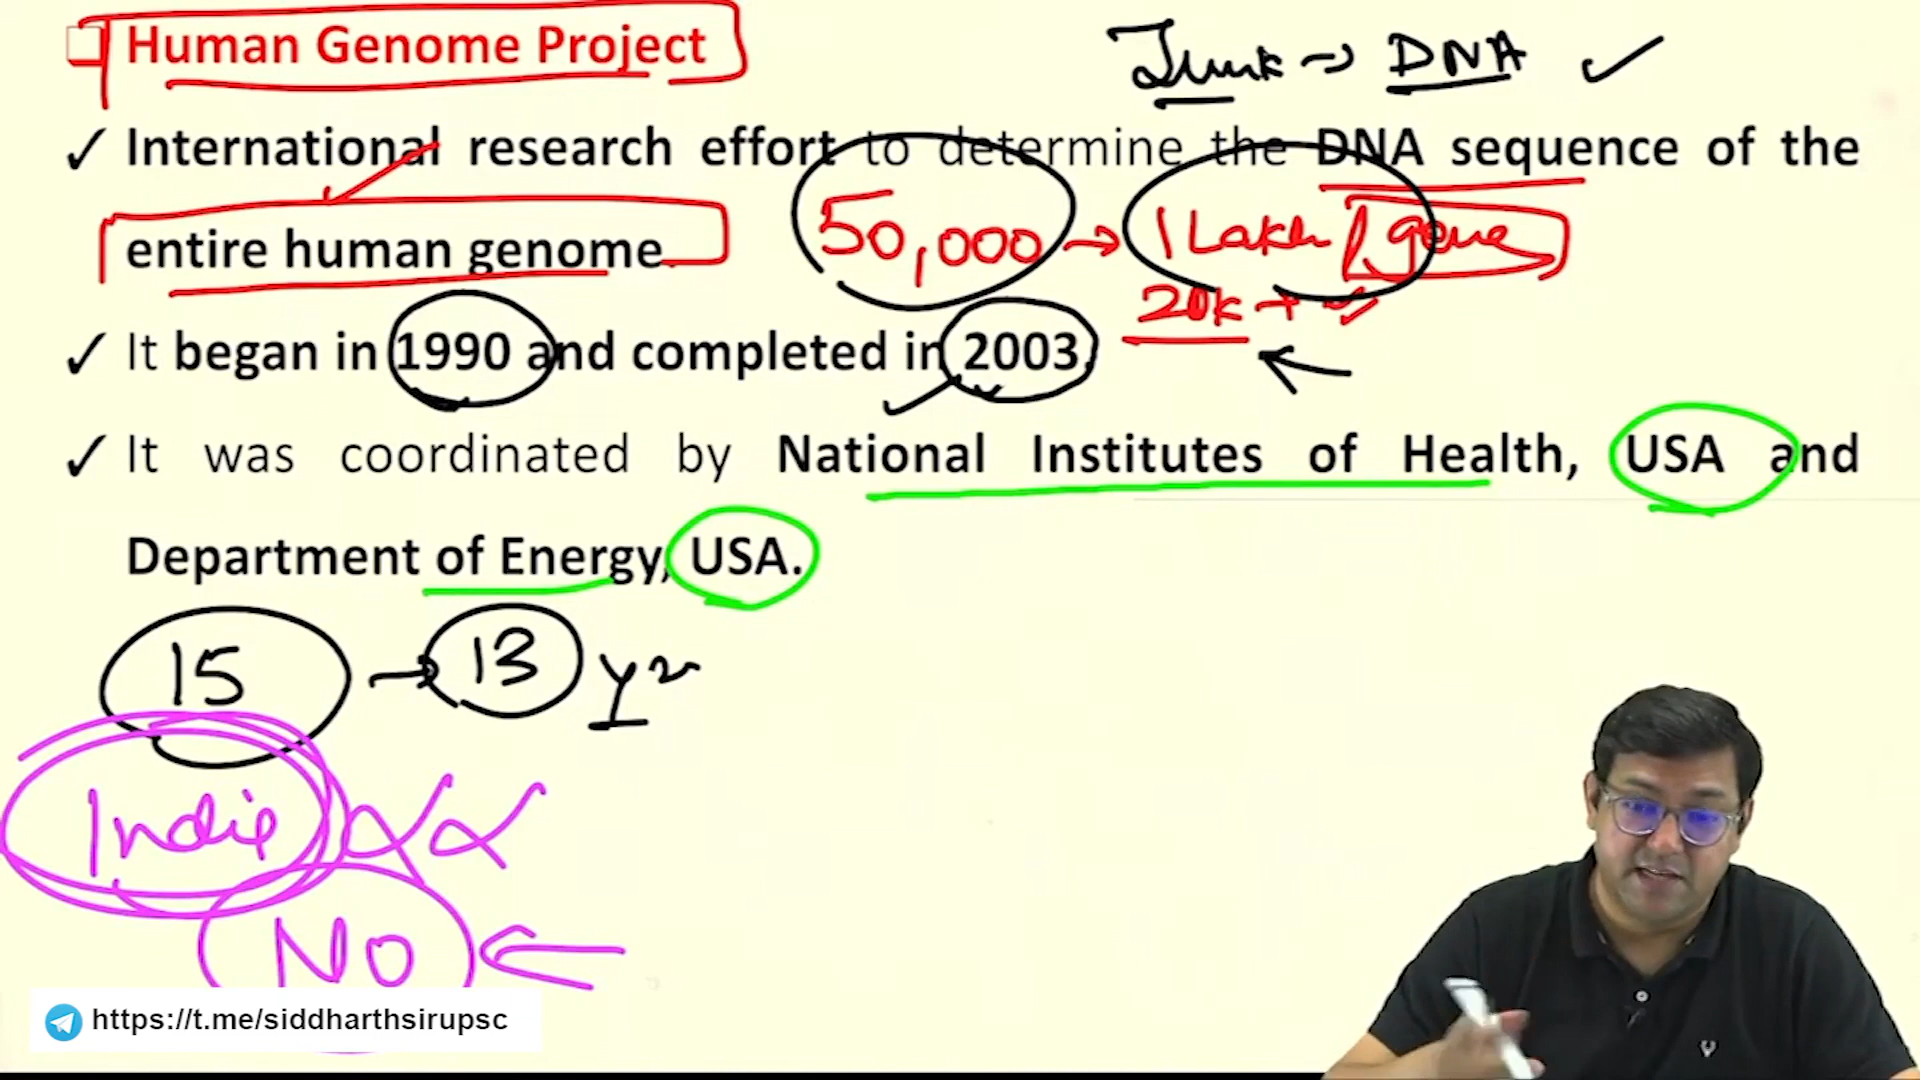 Human Genome Project
Junk → DNA ✓
✓ International research effort to determine the DNA sequence of the
entire human genome.
50,000 → 1 Lakh gene
20k +
✓ It began in 1990 and completed in 2003.
✓ It was coordinated by National Institutes of Health, USA and
Department of Energy, USA.
15 → 13 yr
India
No ←
https://t.me/siddharthsirupsc